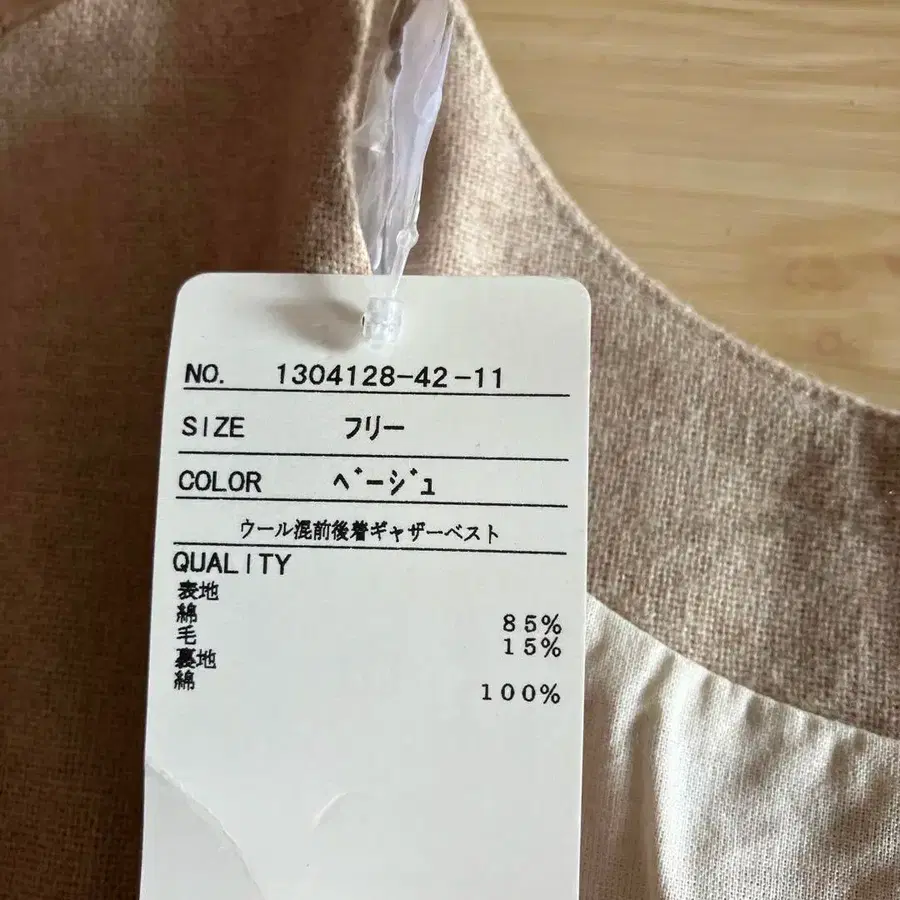 NO. 1304128-42-11
SIZE フリー
COLOR ベージュ
ウール混前後着ギャザーベスト
QUALITY
表地
綿 85%
毛 15%
裏地
綿 100%